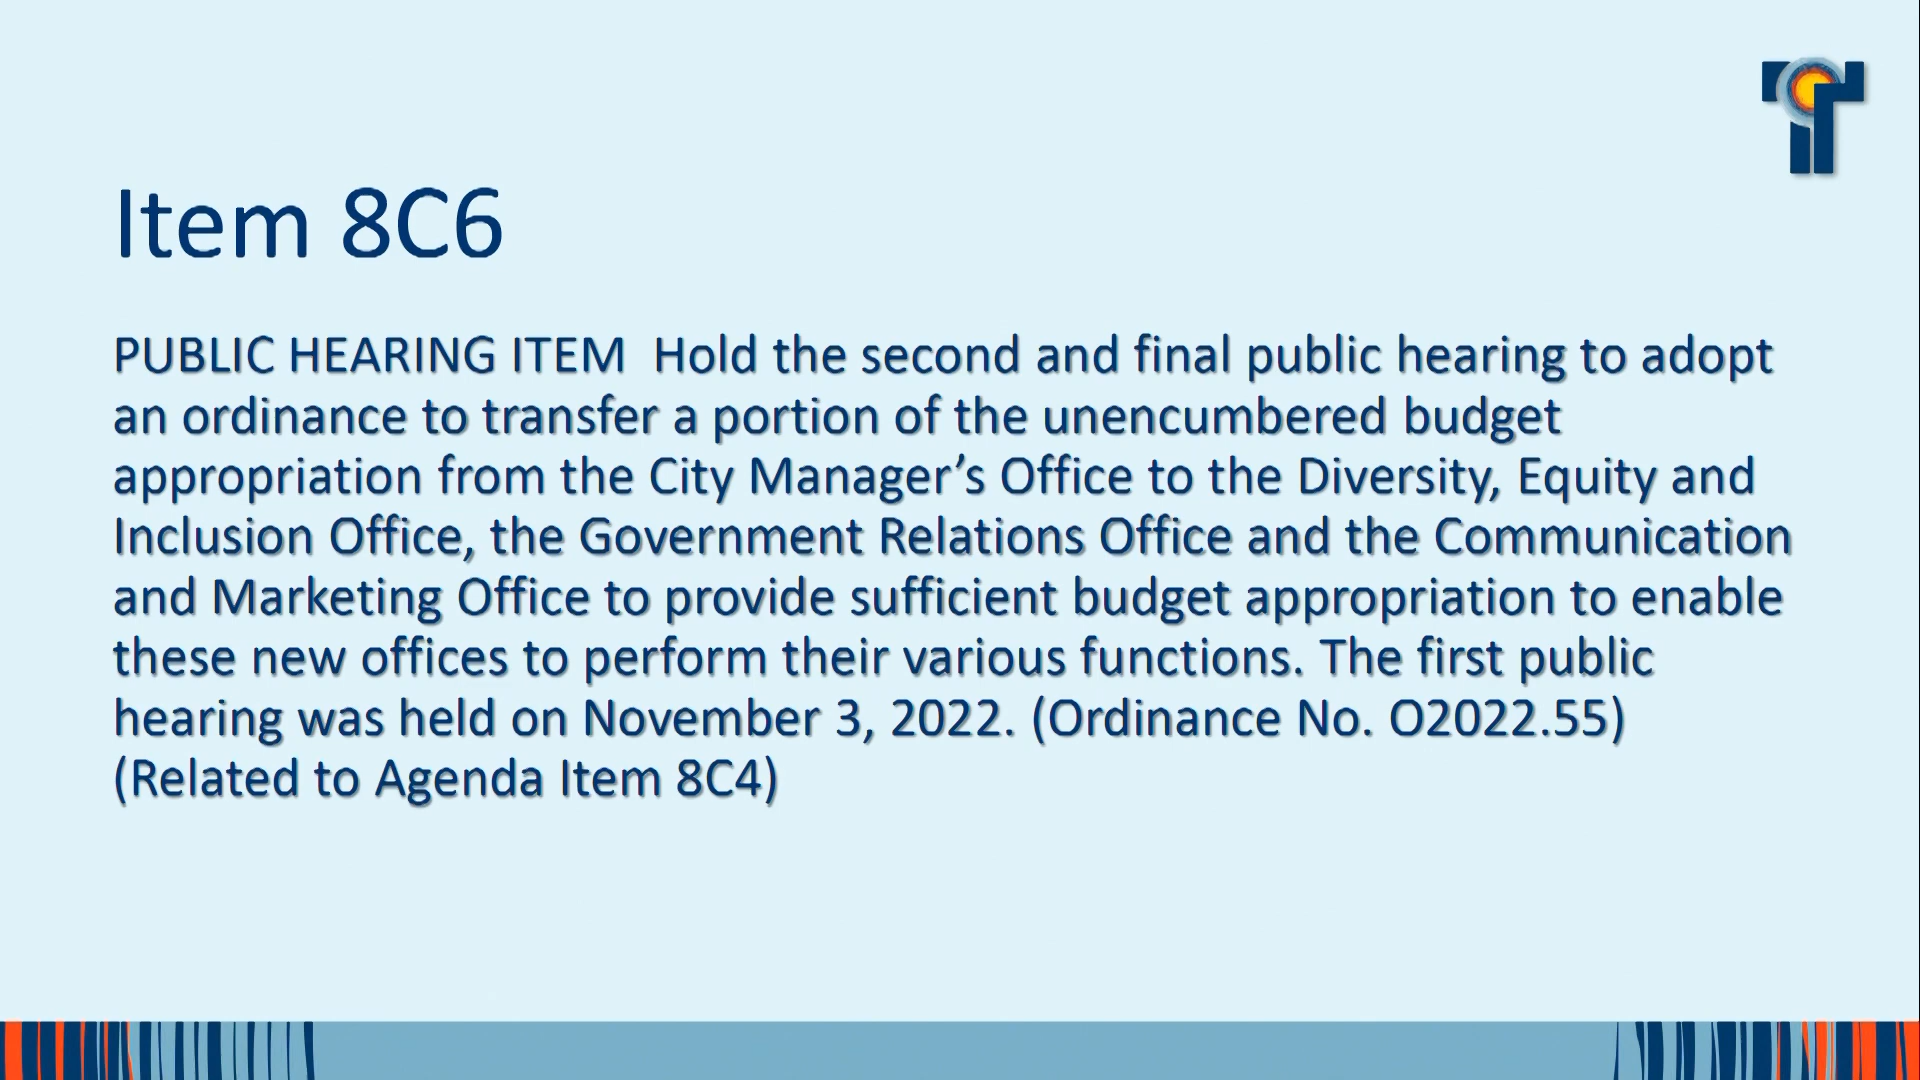 Item 8C6
PUBLIC HEARING ITEM  Hold the second and final public hearing to adopt
an ordinance to transfer a portion of the unencumbered budget
appropriation from the City Manager’s Office to the Diversity, Equity and
Inclusion Office, the Government Relations Office and the Communication
and Marketing Office to provide sufficient budget appropriation to enable
these new offices to perform their various functions. The first public
hearing was held on November 3, 2022. (Ordinance No. O2022.55)
(Related to Agenda Item 8C4)